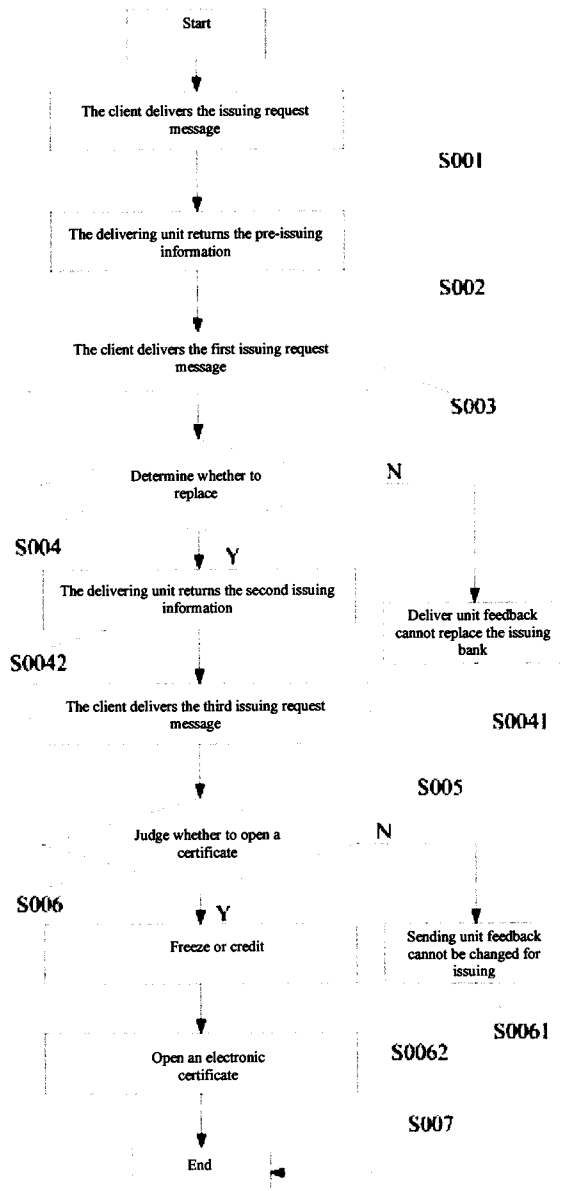 Start
The client delivers the issuing request
message
S001
The delivering unit returns the pre-issuing
information
S002
The client delivers the first issuing request
message
S003
Determine whether to
replace
N
S004
Y
The delivering unit returns the second issuing
information
Deliver unit feedback
cannot replace the issuing
bank
S0042
The client delivers the third issuing request
message
S0041
S005
Judge whether to open a
certificate
N
S006
Y
Freeze or credit
Sending unit feedback
cannot be changed for
issuing
S0061
Open an electronic
certificate
S0062
S007
End